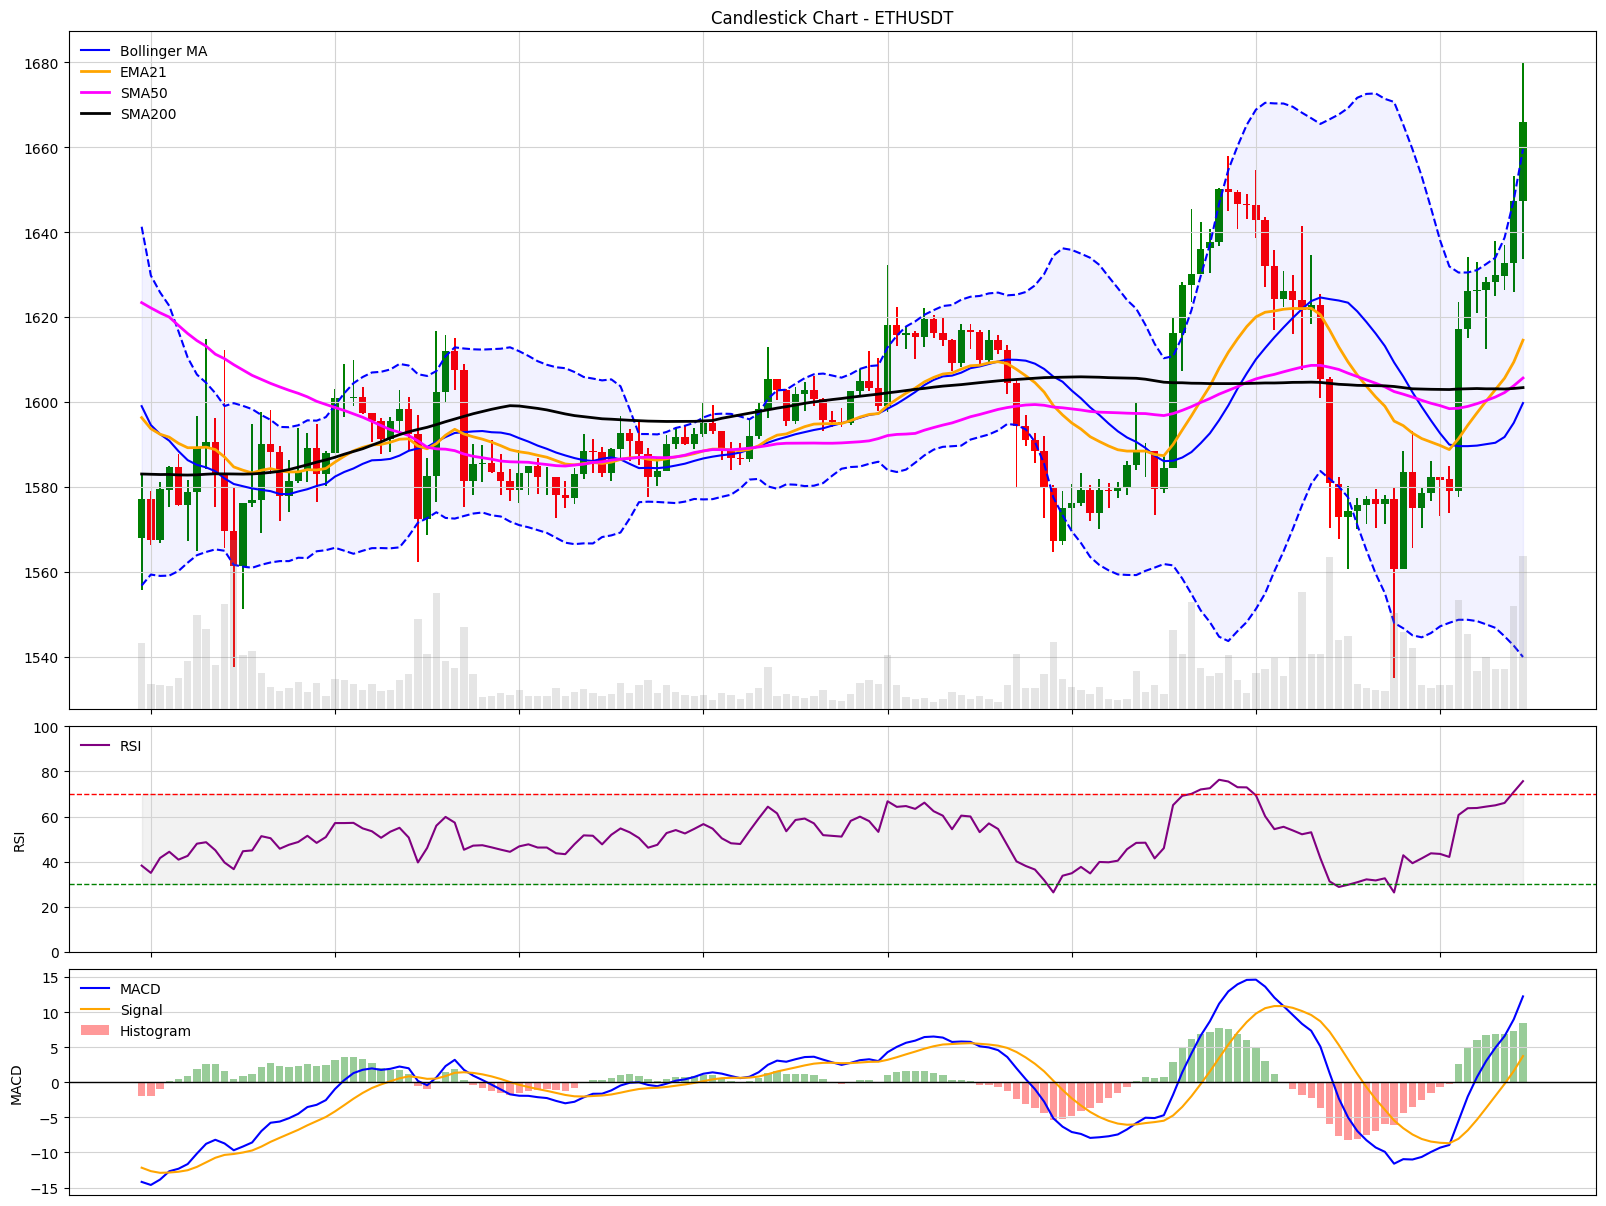 Candlestick Chart - ETHUSDT
Bollinger MA
EMA21
SMA50
SMA200
1680
1660
1640
1620
1600
1580
1560
1540
RSI
RSI
100
80
60
40
20
0
MACD
Signal
Histogram
MACD
15
10
5
0
−5
−10
−15